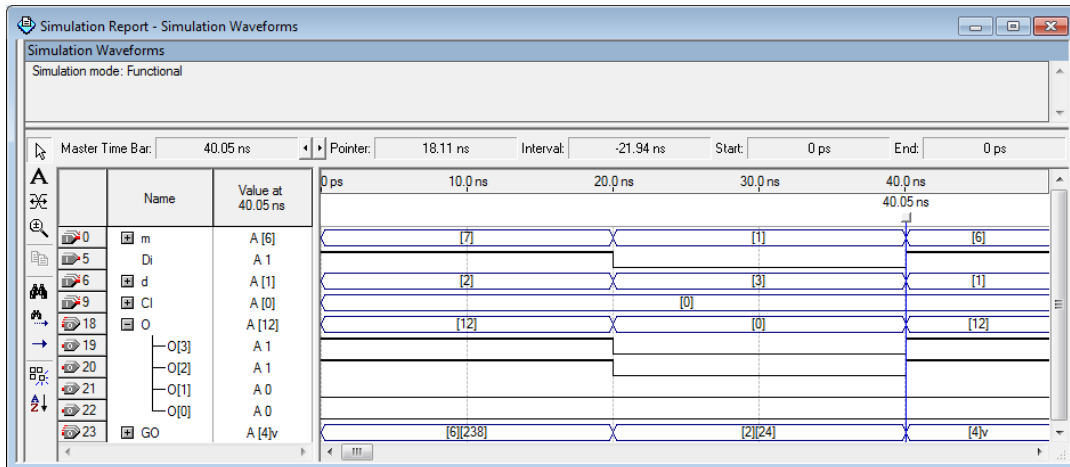 Simulation Report - Simulation Waveforms
Simulation Waveforms
Simulation mode: Functional
Master Time Bar: 40.05 ns Pointer: 18.11 ns Interval: -21.94 ns Start: 0 ps End: 0 ps
Name Value at 40.05 ns 0 ps 10.0 ns 20.0 ns 30.0 ns 40.0 ns
40.05 ns
0 m A [6] [7] [1] [6]
5 Di A 1
6 d A [1] [2] [3] [1]
9 CI A [0] [0]
18 O A [12] [12] [0] [12]
19 O[3] A 1
20 O[2] A 1
21 O[1] A 0
22 O[0] A 0
23 GO A [4]v [6][238] [2][24] [4]v